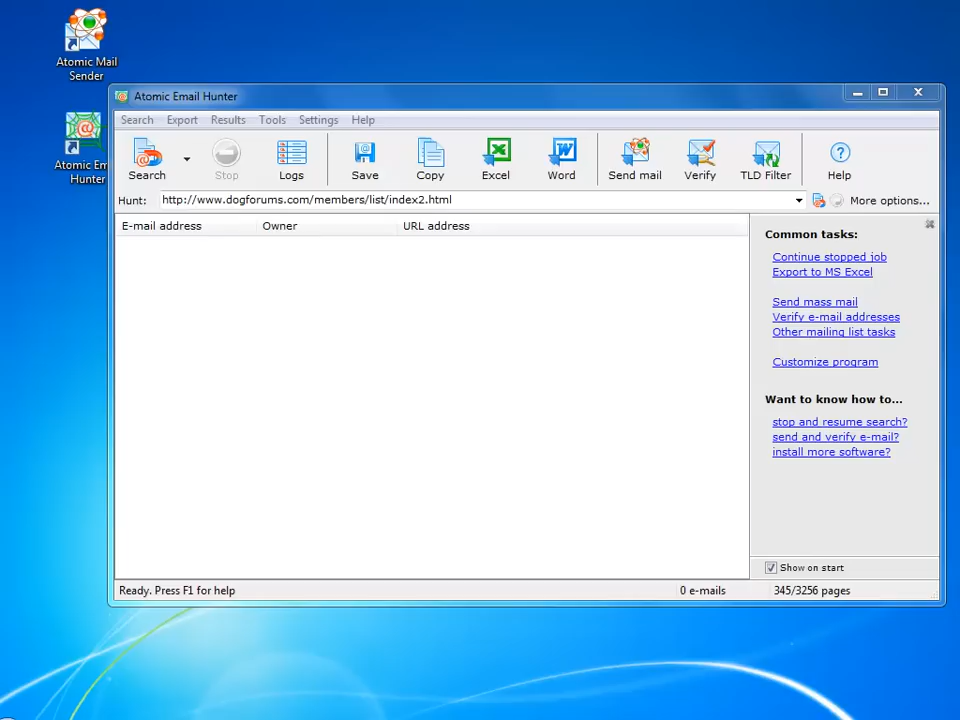 Atomic Mail
Sender
Atomic Em
Hunter
Atomic Email Hunter
Search Export Results Tools Settings Help
Search Stop Logs Save Copy Excel Word Send mail Verify TLD Filter Help
Hunt: http://www.dogforums.com/members/list/index2.html More options...
E-mail address Owner URL address
Common tasks:
Continue stopped job
Export to MS Excel
Send mass mail
Verify e-mail addresses
Other mailing list tasks
Customize program
Want to know how to...
stop and resume search?
send and verify e-mail?
install more software?
Show on start
Ready. Press F1 for help 0 e-mails 345/3256 pages